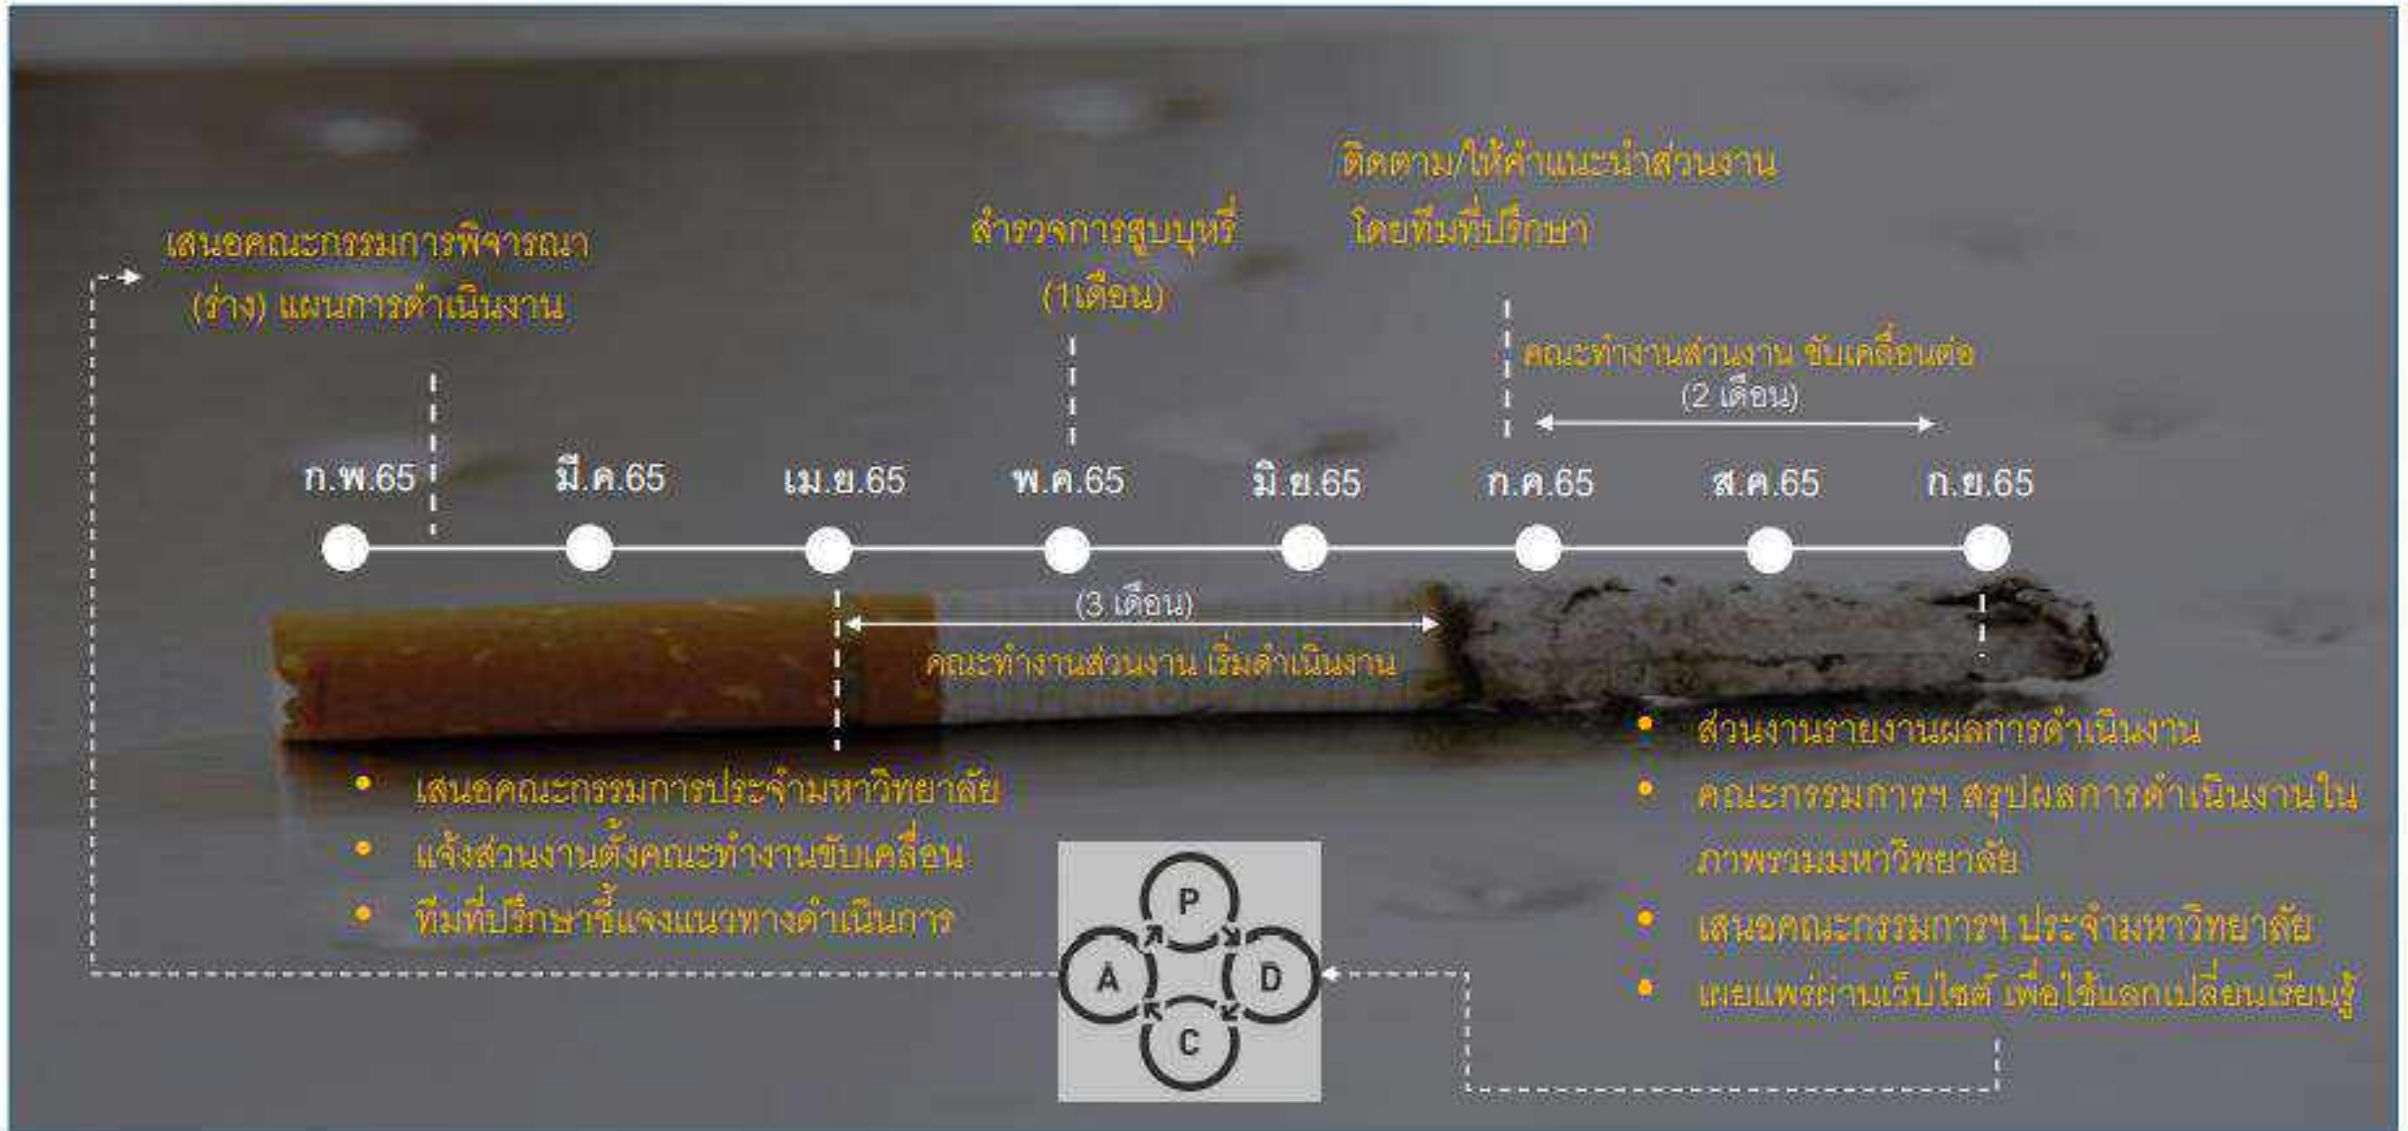 ติดตาม/ให้คำแนะนำส่วนงาน
โดยทีมที่ปรึกษา
สำรวจการสูบบุหรี่
(1เดือน)
เสนอคณะกรรมการพิจารณา
(ร่าง) แผนการดำเนินงาน
คณะทำงานส่วนงาน ขับเคลื่อนต่อ
(2 เดือน)
ก.พ.65 มี.ค.65 เม.ย.65 พ.ค.65 มิ.ย.65 ก.ค.65 ส.ค.65 ก.ย.65
(3 เดือน)
คณะทำงานส่วนงาน เริ่มดำเนินงาน
• เสนอคณะกรรมการประจำมหาวิทยาลัย
• แจ้งส่วนงานตั้งคณะทำงานขับเคลื่อน
• ทีมที่ปรึกษาชี้แจงแนวทางดำเนินการ
• ส่วนงานรายงานผลการดำเนินงาน
• คณะกรรมการฯ สรุปผลการดำเนินงานใน
ภาพรวมมหาวิทยาลัย
• เสนอคณะกรรมการฯ ประจำมหาวิทยาลัย
• เผยแพร่ผ่านเว็บไซต์ เพื่อใช้แลกเปลี่ยนเรียนรู้
P
A D
C